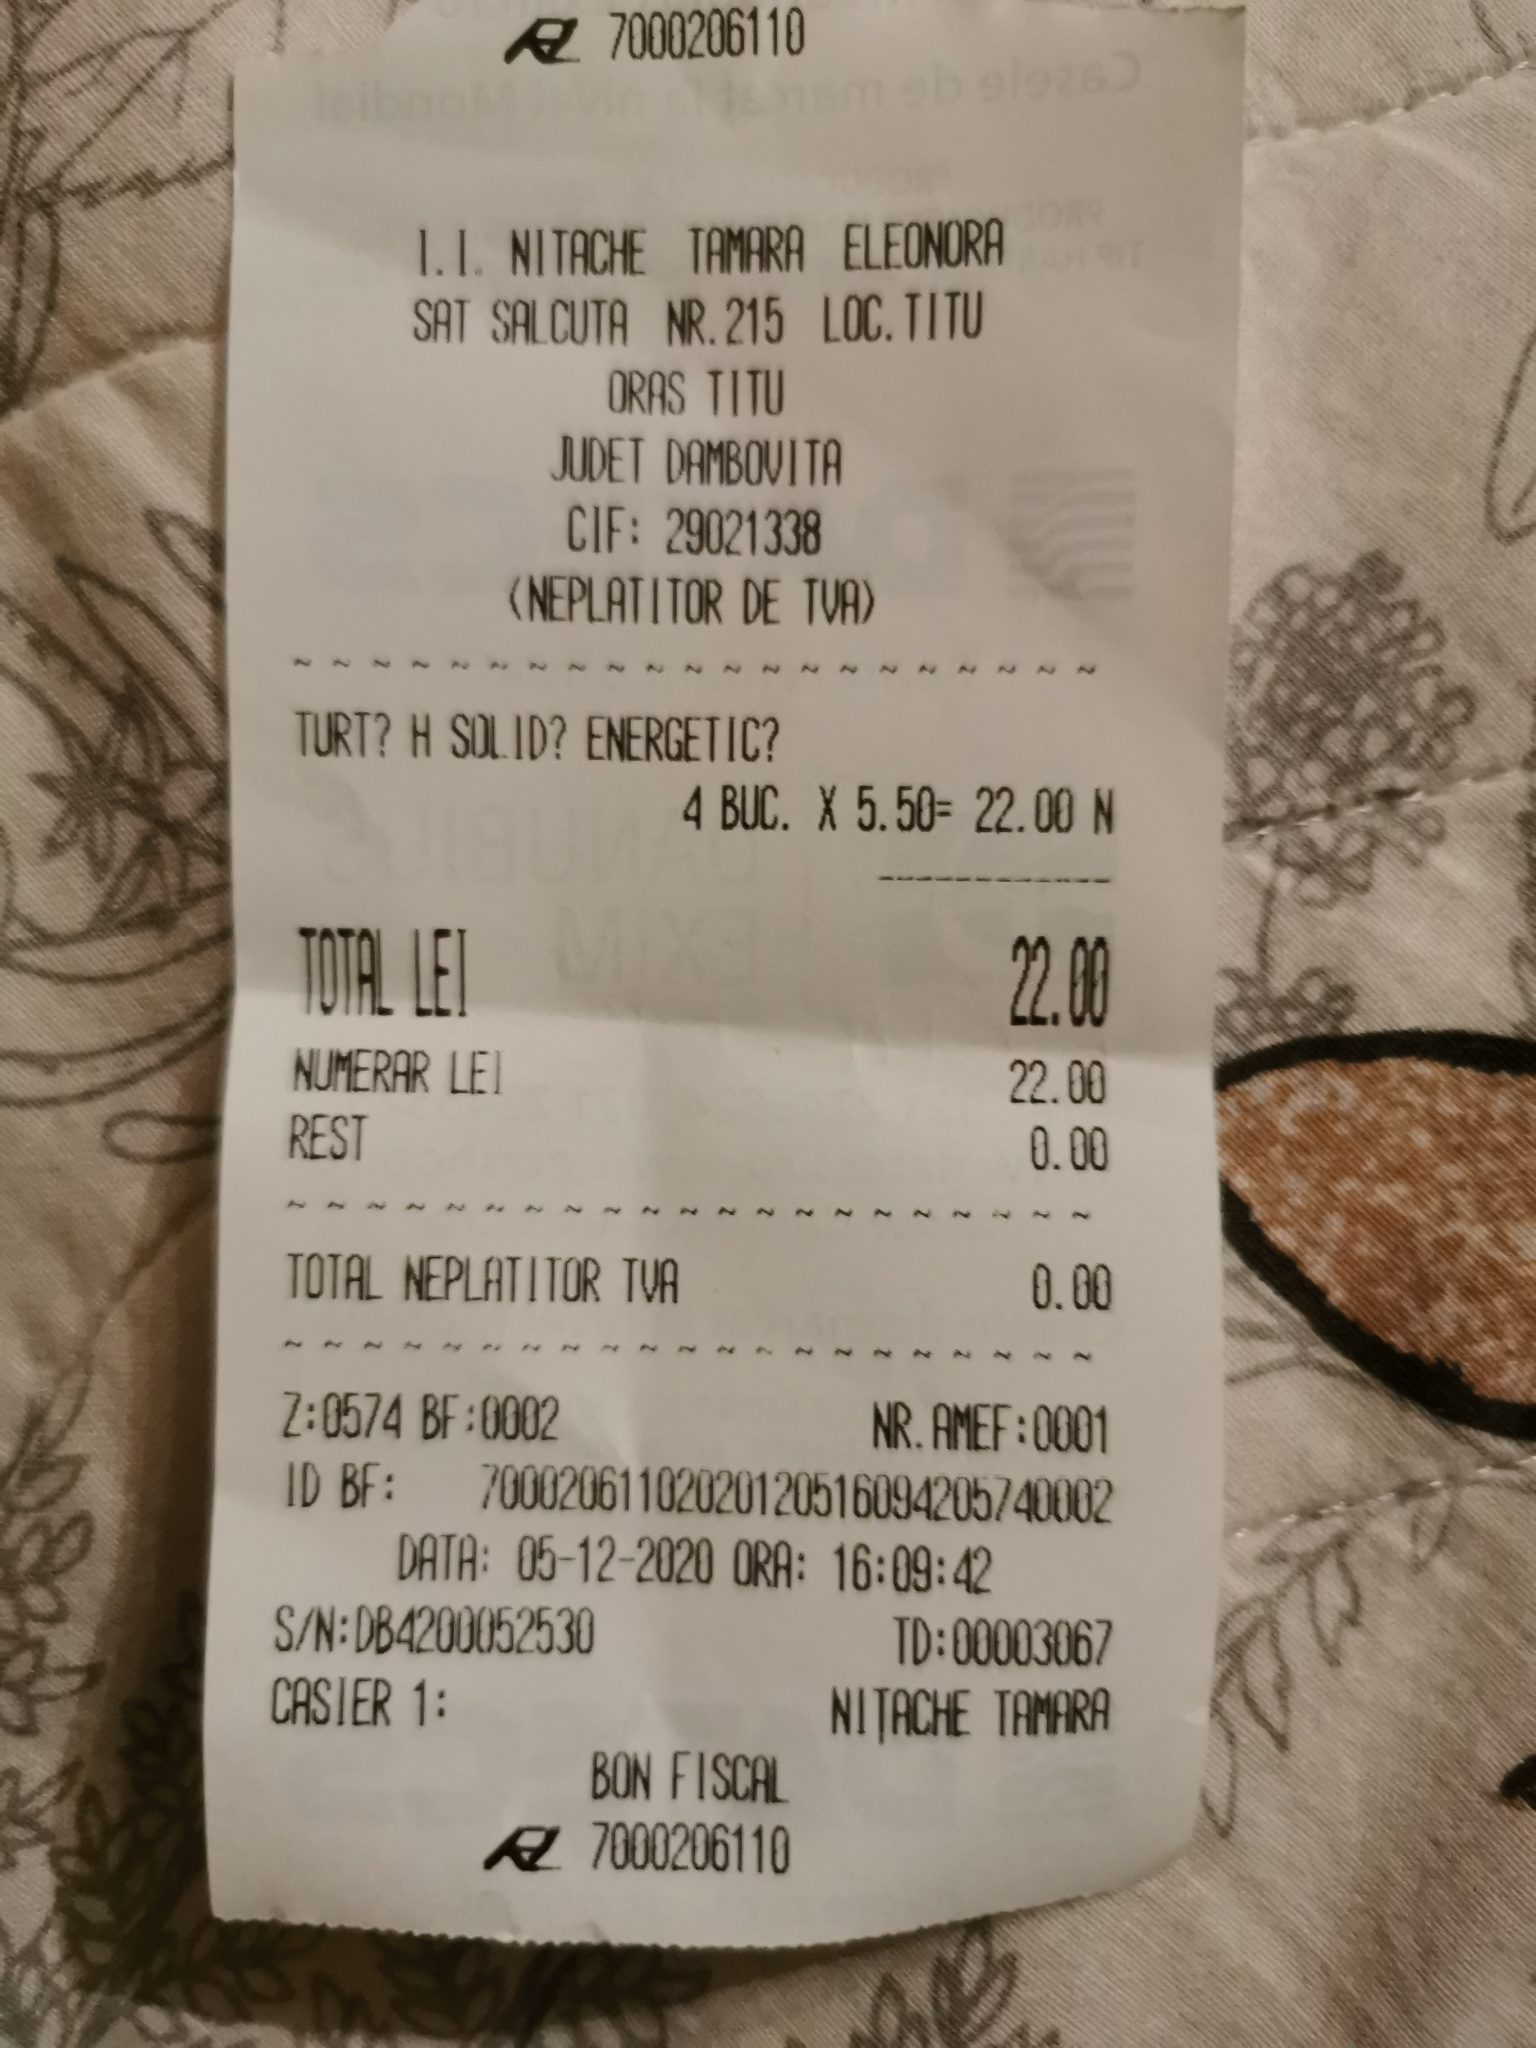 7000206110
I.I. NITACHE TAMARA ELEONORA
SAT SALCUTA NR.215 LOC.TITU
ORAS TITU
JUDET DAMBOVITA
CIF: 29021338
(NEPLATITOR DE TVA)
~ ~ ~ ~ ~ ~ ~ ~ ~ ~ ~ ~ ~ ~ ~ ~ ~ ~ ~ ~ ~
TURT? H SOLID? ENERGETIC?
4 BUC. X 5.50= 22.00 N
------------
TOTAL LEI 22.00
NUMERAR LEI 22.00
REST 0.00
~ ~ ~ ~ ~ ~ ~ ~ ~ ~ ~ ~ ~ ~ ~ ~ ~ ~ ~ ~ ~
TOTAL NEPLATITOR TVA 0.00
~ ~ ~ ~ ~ ~ ~ ~ ~ ~ ~ ~ ~ ~ ~ ~ ~ ~ ~ ~ ~
Z:0574 BF:0002 NR.AMEF:0001
ID BF: 70002061102020120516094205740002
DATA: 05-12-2020 ORA: 16:09:42
S/N:DB4200052530 TD:00003067
CASIER 1: NIȚACHE TAMARA
BON FISCAL
7000206110